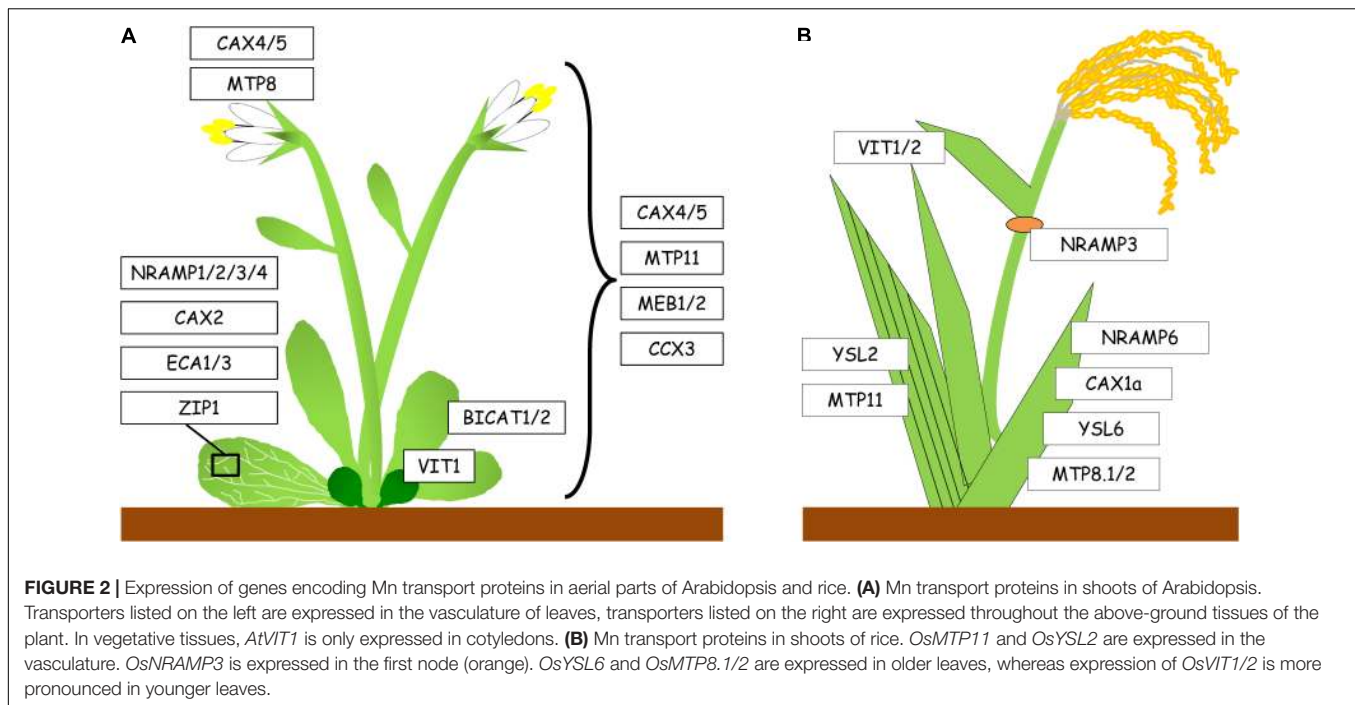 A
CAX4/5
MTP8
NRAMP1/2/3/4
CAX2
ECA1/3
ZIP1
BICAT1/2
VIT1
CAX4/5
MTP11
MEB1/2
CCX3
B
VIT1/2
NRAMP3
YSL2
MTP11
NRAMP6
CAX1a
YSL6
MTP8.1/2
FIGURE 2 | Expression of genes encoding Mn transport proteins in aerial parts of Arabidopsis and rice. (A) Mn transport proteins in shoots of Arabidopsis.
Transporters listed on the left are expressed in the vasculature of leaves, transporters listed on the right are expressed throughout the above-ground tissues of the
plant. In vegetative tissues, AtVIT1 is only expressed in cotyledons. (B) Mn transport proteins in shoots of rice. OsMTP11 and OsYSL2 are expressed in the
vasculature. OsNRAMP3 is expressed in the first node (orange). OsYSL6 and OsMTP8.1/2 are expressed in older leaves, whereas expression of OsVIT1/2 is more
pronounced in younger leaves.